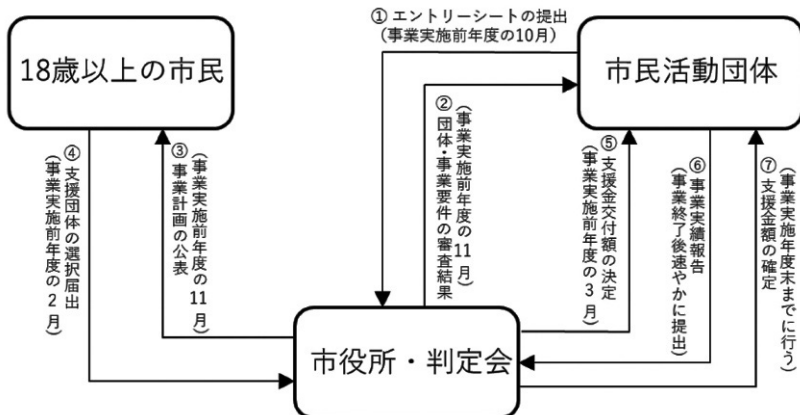 ① エントリーシートの提出
(事業実施前年度の10月)
18歳以上の市民
市民活動団体
④ 支援団体の選択届出
(事業実施前年度の2月)
③ 事業計画の公表
(事業実施前年度の11月)
② 団体・事業要件の審査結果
(事業実施前年度の11月)
⑤ 支援金交付額の決定
(事業実施前年度の3月)
⑥ 事業実績報告
(事業終了後速やかに提出)
⑦ 支援金額の確定
(事業実施年度末までに行う)
市役所・判定会